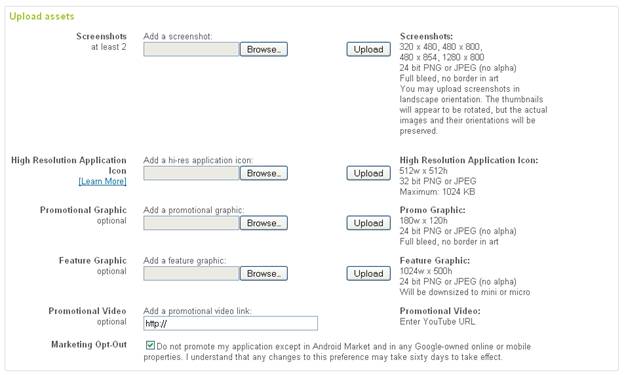 Upload assets
Screenshots
at least 2
Add a screenshot:
Browse..
Upload
Screenshots:
320 x 480, 480 x 800,
480 x 854, 1280 x 800
24 bit PNG or JPEG (no alpha)
Full bleed, no border in art
You may upload screenshots in
landscape orientation. The thumbnails
will appear to be rotated, but the actual
images and their orientations will be
preserved.
High Resolution Application
Icon
[Learn More]
Add a hi-res application icon:
Browse..
Upload
High Resolution Application Icon:
512w x 512h
32 bit PNG or JPEG
Maximum: 1024 KB
Promotional Graphic
optional
Add a promotional graphic:
Browse..
Upload
Promo Graphic:
180w x 120h
24 bit PNG or JPEG (no alpha)
Full bleed, no border in art
Feature Graphic
optional
Add a feature graphic:
Browse..
Upload
Feature Graphic:
1024w x 500h
24 bit PNG or JPEG (no alpha)
Will be downsized to mini or micro
Promotional Video
optional
Add a promotional video link:
http://
Promotional Video:
Enter YouTube URL
Marketing Opt-Out
Do not promote my application except in Android Market and in any Google-owned online or mobile
properties. I understand that any changes to this preference may take sixty days to take effect.